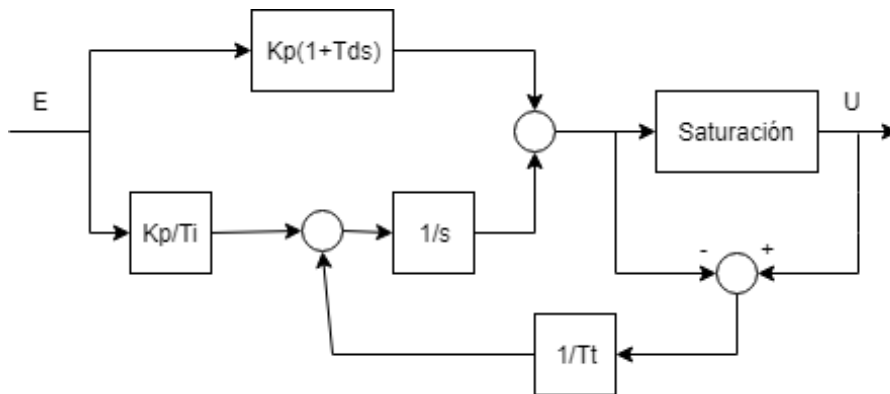 Kp(1+Tds)
E
Saturación
U
Kp/Ti
1/s
-
+
1/Tt